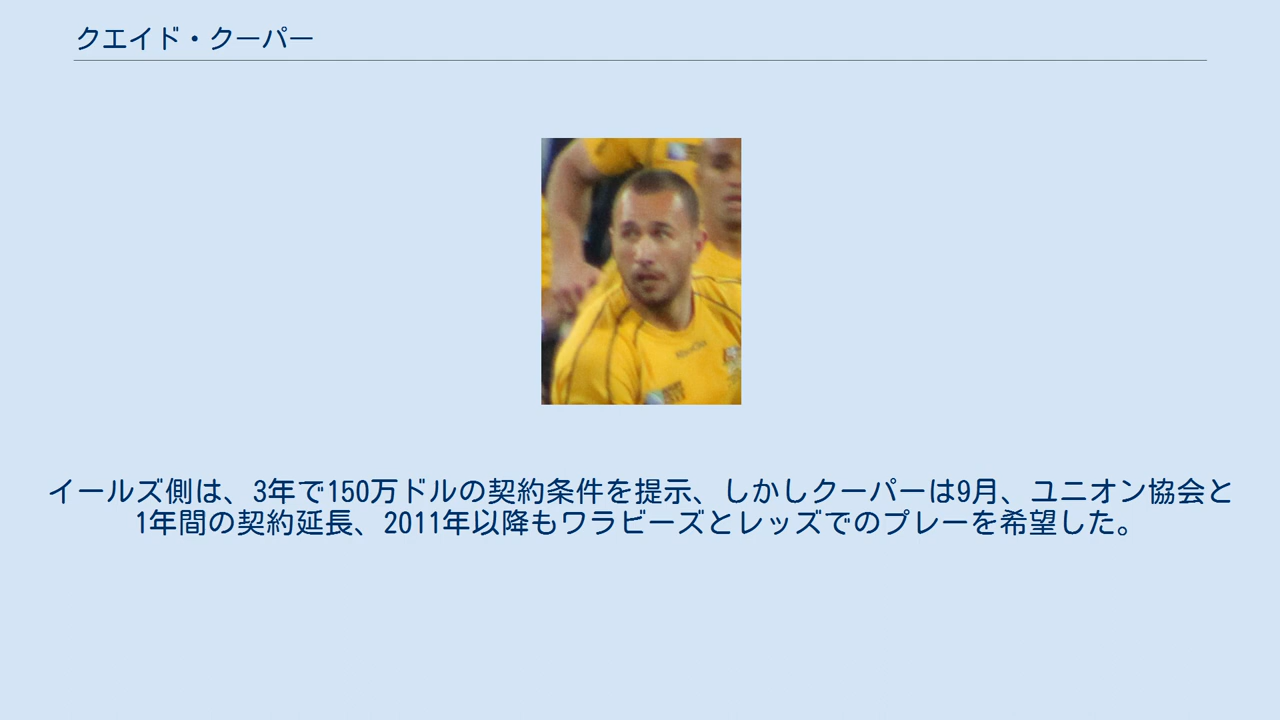 クエイド・クーパー
イールズ側は、3年で150万ドルの契約条件を提示、しかしクーパーは9月、ユニオン協会と
1年間の契約延長、2011年以降もワラビーズとレッズでのプレーを希望した。